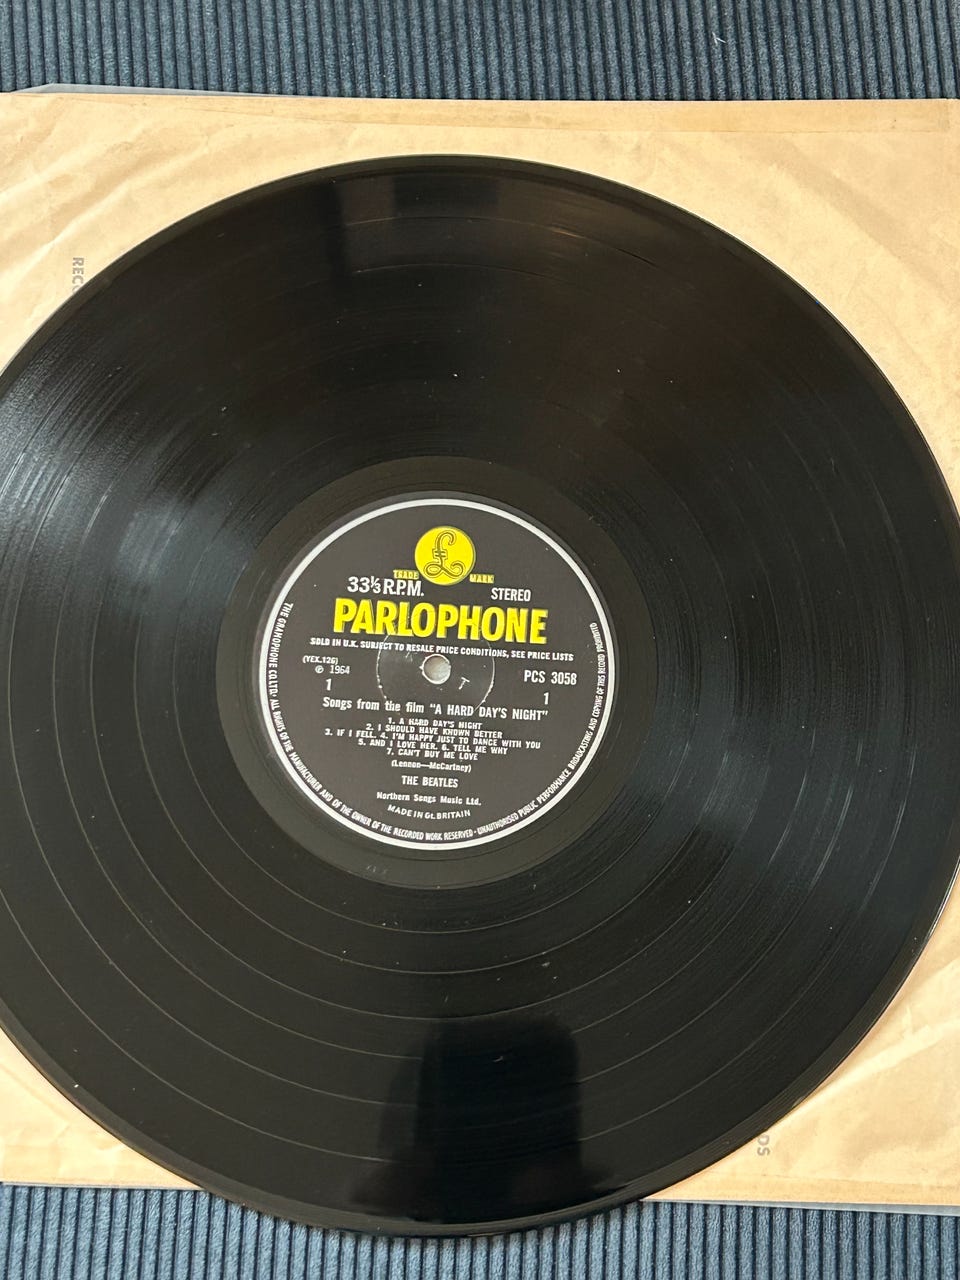 REC
TRADE MARK
33⅓ R.P.M. STEREO
PARLOPHONE
SOLD IN U.K. SUBJECT TO RESALE PRICE CONDITIONS, SEE PRICE LISTS
(YEX.126)
℗ 1964 PCS 3058
1 1
T
Songs from the film "A HARD DAY'S NIGHT"
1. A HARD DAY'S NIGHT
2. I SHOULD HAVE KNOWN BETTER
3. IF I FELL. 4. I'M HAPPY JUST TO DANCE WITH YOU
5. AND I LOVE HER. 6. TELL ME WHY
7. CAN'T BUY ME LOVE
(Lennon—McCartney)
THE BEATLES
Northern Songs Music Ltd.
MADE IN Gt. BRITAIN
THE GRAMOPHONE CO. LTD. ALL RIGHTS OF THE MANUFACTURER AND OF THE OWNER OF THE RECORDED WORK RESERVED · UNAUTHORISED PUBLIC PERFORMANCE BROADCASTING AND COPYING OF THIS RECORD PROHIBITED
DS